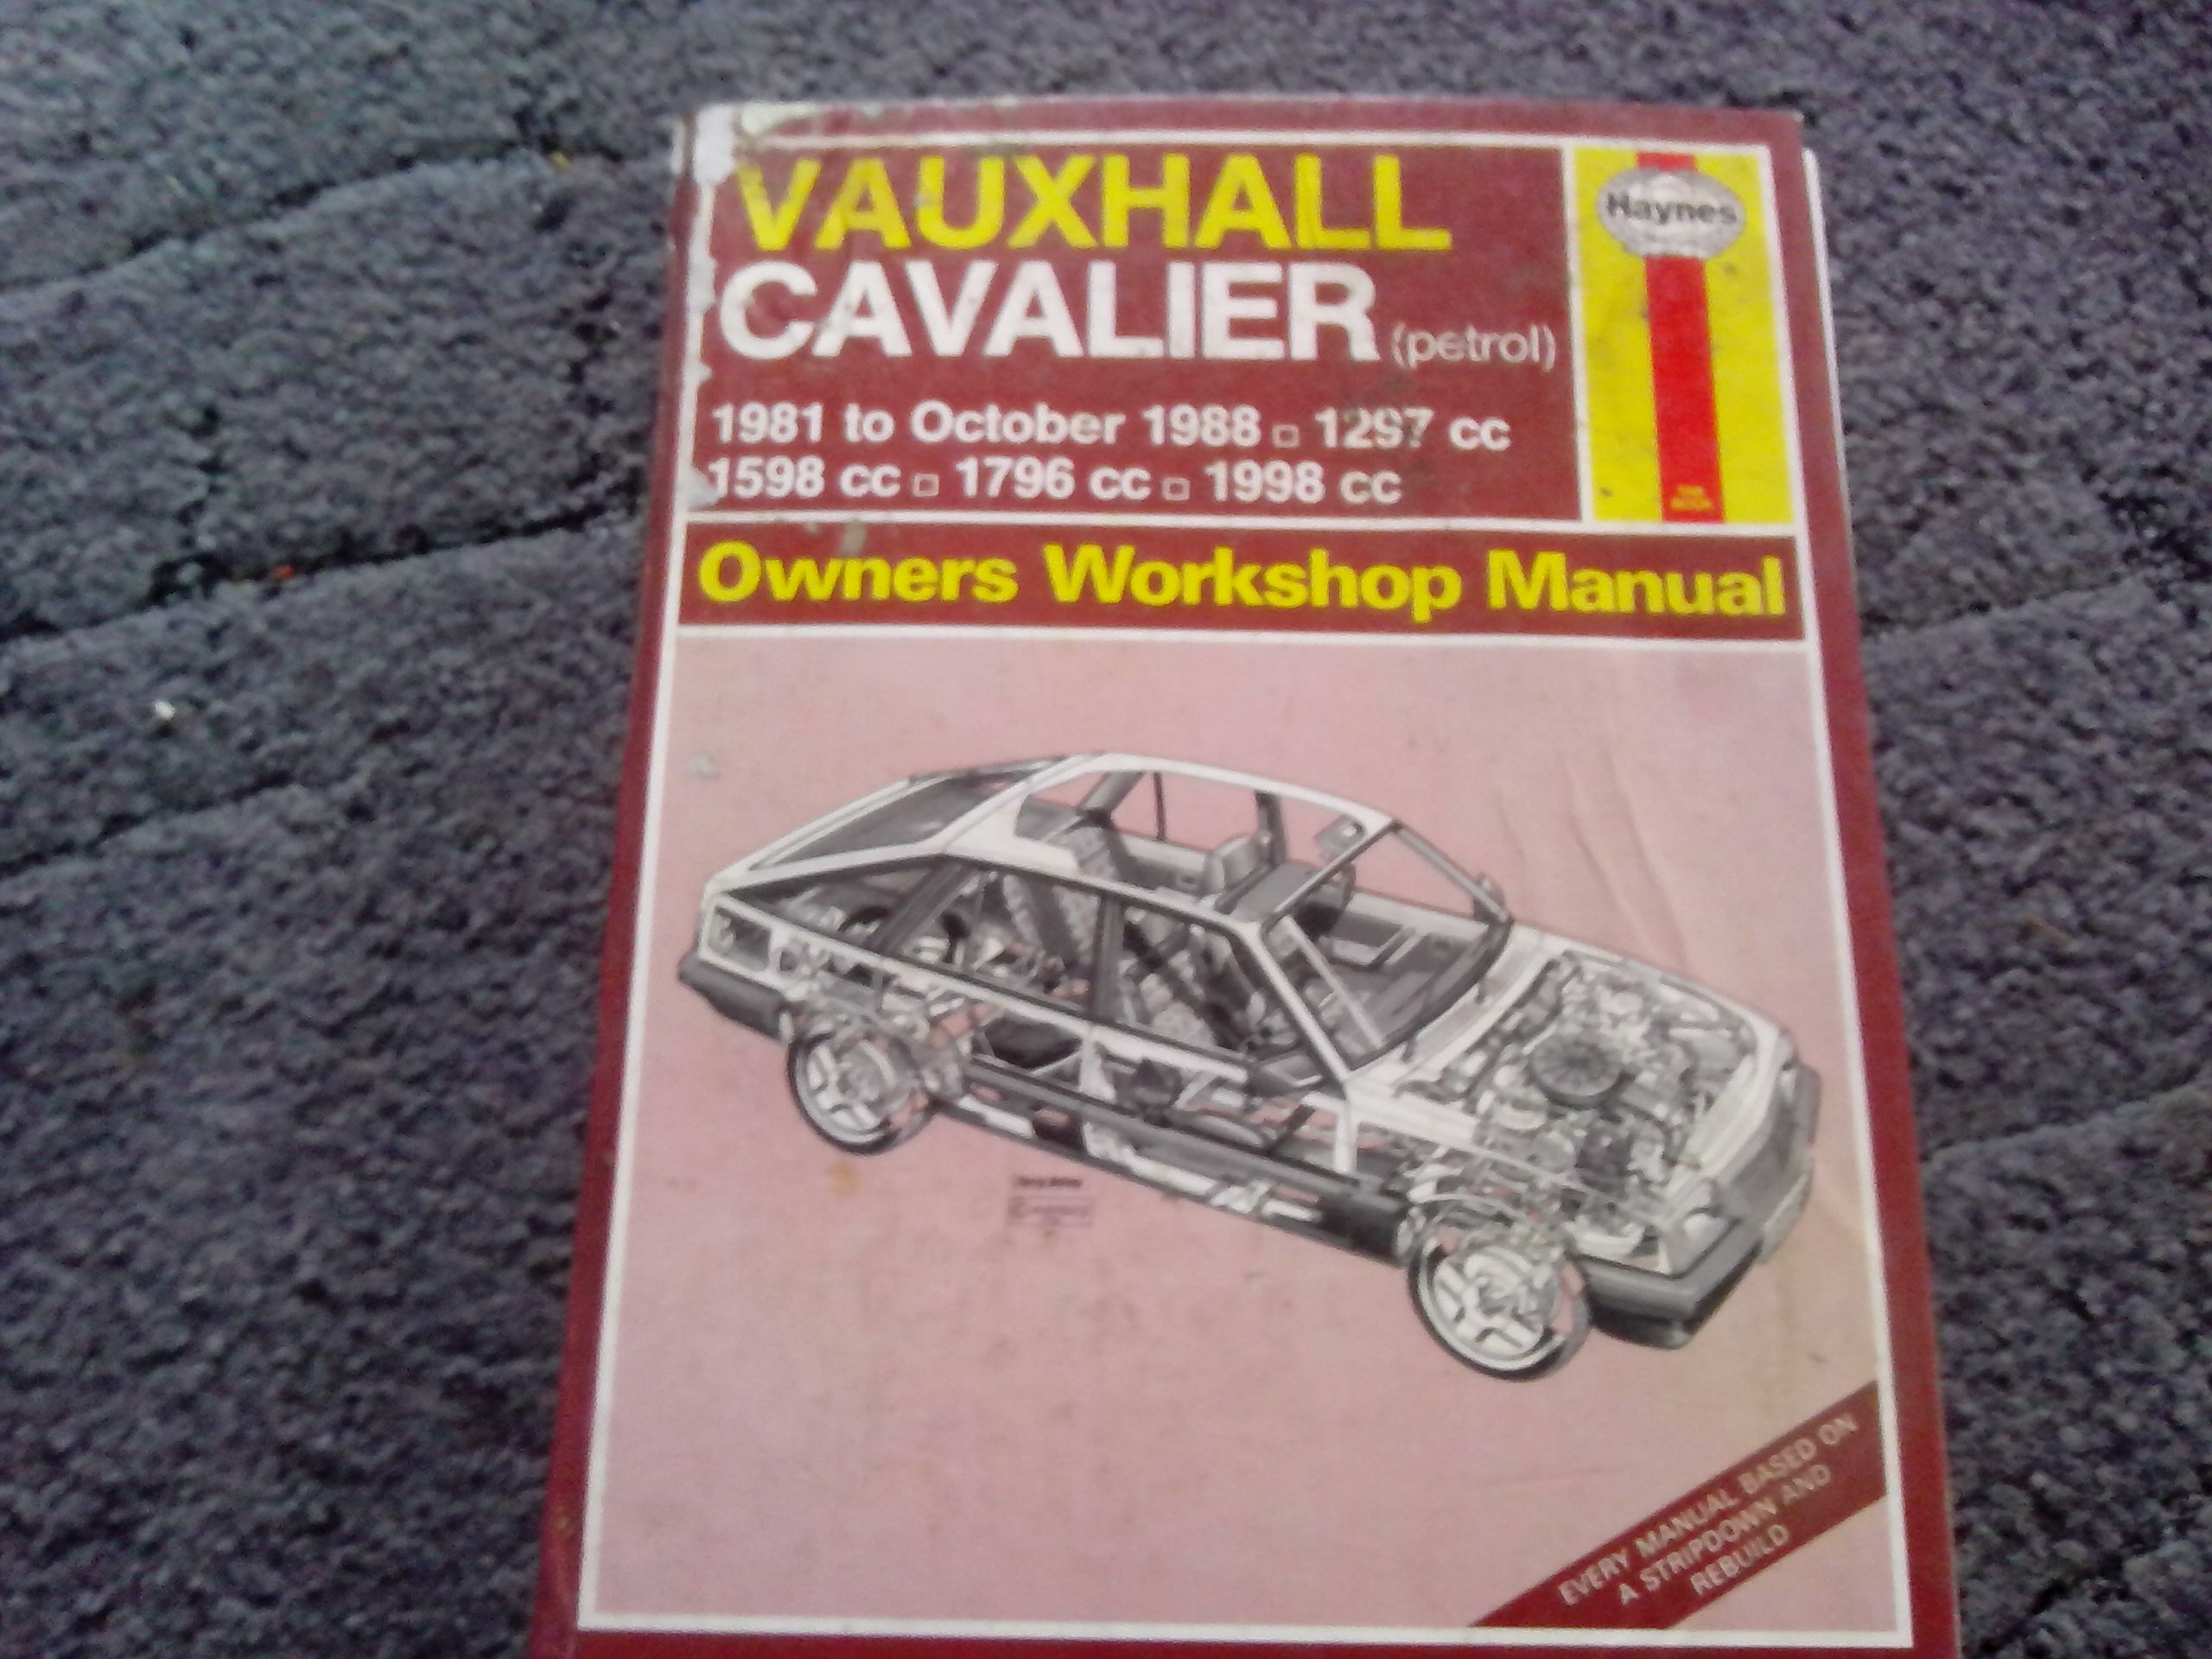 VAUXHALL
CAVALIER (petrol)
Haynes
1981 to October 1988 □ 1297 cc
1598 cc □ 1796 cc □ 1998 cc
Owners Workshop Manual
EVERY MANUAL BASED ON
A STRIPDOWN AND
REBUILD